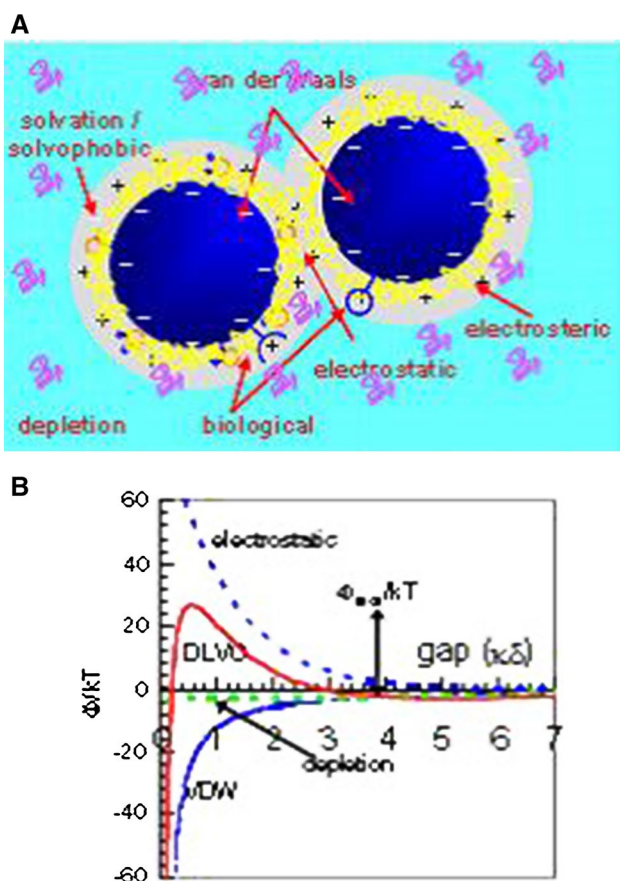 A
van der Waals
solvation /
solvophobic
electrosteric
electrostatic
depletion
biological
B
60
electrostatic
40
/kT
20
DLVO
gap (κδ)
Φ/kT
0
0 1 2 3 4 5 6 7
-20
depletion
vDW
-40
-60